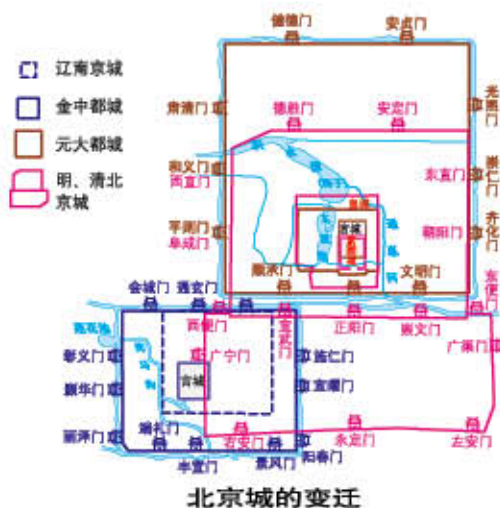 健德门
安贞门
辽南京城
金中都城
元大都城
明、清北
京城
光熙门
肃清门
德胜门
安定门
崇仁门
和义门
西直门
东直门
齐化门
平则门
阜成门
朝阳门
宫城
顺承门
文明门
东便门
会城门
通玄门
西便门
宣武门
正阳门
崇文门
广渠门
彰义门
广宁门
施仁门
颢华门
宫城
宣曜门
丽泽门
端礼门
右安门
永定门
左安门
丰宜门
景风门
阳春门
北京城的变迁